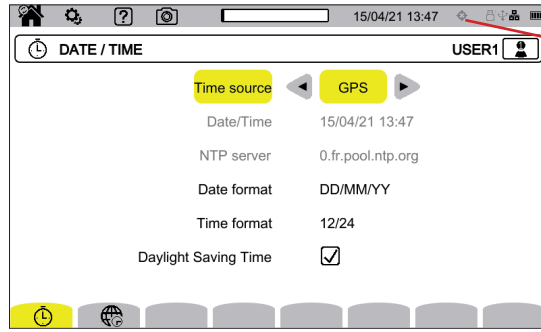 15/04/21 13:47
DATE / TIME USER1
Time source GPS
Date/Time 15/04/21 13:47
NTP server 0.fr.pool.ntp.org
Date format DD/MM/YY
Time format 12/24
Daylight Saving Time